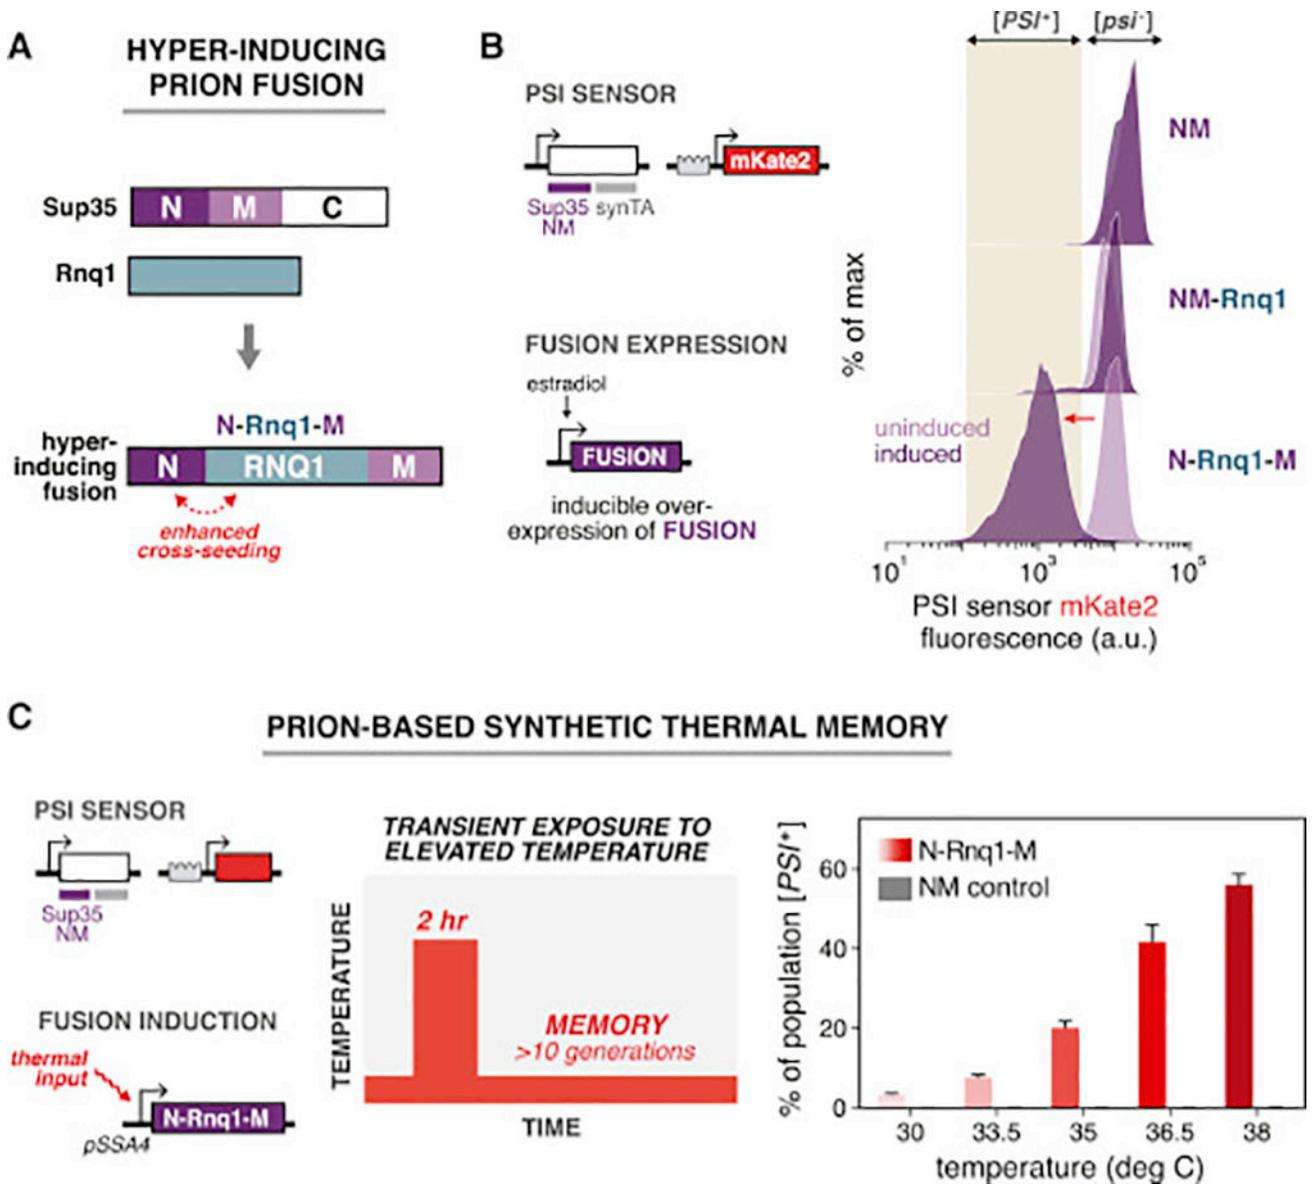 A
HYPER-INDUCING
PRION FUSION
Sup35
N
M
C
Rnq1
N-Rnq1-M
hyper-
inducing
fusion
N
RNQ1
M
enhanced
cross-seeding
B
PSI SENSOR
mKate2
Sup35
NM
synTA
FUSION EXPRESSION
estradiol
FUSION
inducible over-
expression of FUSION
[PSI⁺]
[psi⁻]
NM
NM-Rnq1
N-Rnq1-M
uninduced
induced
% of max
10¹
10³
10⁵
PSI sensor mKate2
fluorescence (a.u.)
C
PRION-BASED SYNTHETIC THERMAL MEMORY
PSI SENSOR
Sup35
NM
FUSION INDUCTION
thermal
input
N-Rnq1-M
pSSA4
TRANSIENT EXPOSURE TO
ELEVATED TEMPERATURE
TEMPERATURE
2 hr
MEMORY
>10 generations
TIME
% of population [PSI⁺]
N-Rnq1-M
NM control
60
40
20
0
30
33.5
35
36.5
38
temperature (deg C)